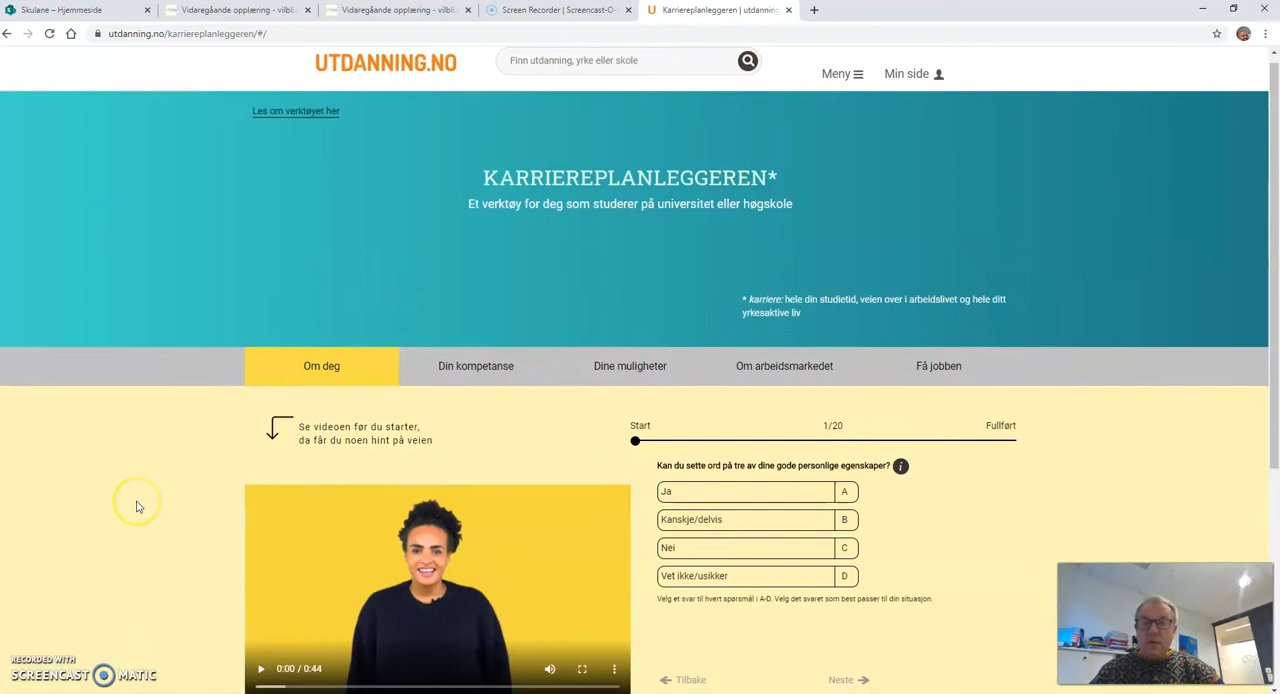 Skulane – Hjemmeside
Vidaregåande opplæring - vilbli.
Vidaregåande opplæring - vilbli.
Screen Recorder | Screencast-O-
Karriereplanleggeren | utdanning
utdanning.no/karriereplanleggeren/#/
UTDANNING.NO
Finn utdanning, yrke eller skole
Meny
Min side
Les om verktøyet her
KARRIEREPLANLEGGEREN*
Et verktøy for deg som studerer på universitet eller høgskole
* karriere: hele din studietid, veien over i arbeidslivet og hele ditt
yrkesaktive liv
Om deg
Din kompetanse
Dine muligheter
Om arbeidsmarkedet
Få jobben
Se videoen før du starter,
da får du noen hint på veien
Start
1/20
Fullført
Kan du sette ord på tre av dine gode personlige egenskaper? i
Ja A
Kanskje/delvis B
Nei C
Vet ikke/usikker D
Velg et svar til hvert spørsmål i A-D. Velg det svaret som best passer til din situasjon.
0:00 / 0:44
Tilbake
Neste
RECORDED WITH
SCREENCAST MATIC